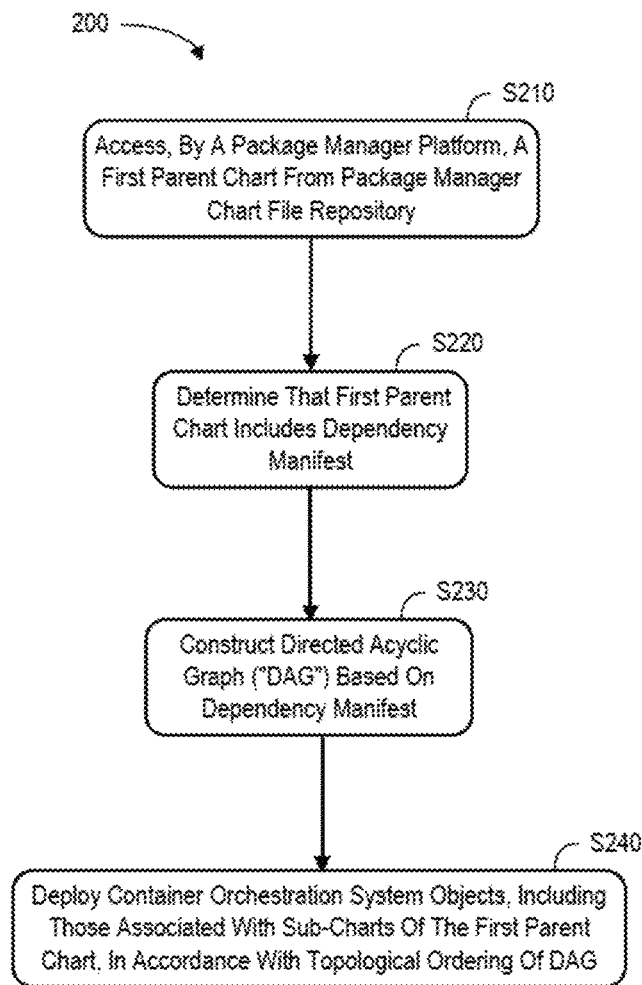 200
S210
Access, By A Package Manager Platform, A
First Parent Chart From Package Manager
Chart File Repository
S220
Determine That First Parent
Chart Includes Dependency
Manifest
S230
Construct Directed Acyclic
Graph ("DAG") Based On
Dependency Manifest
S240
Deploy Container Orchestration System Objects, Including
Those Associated With Sub-Charts Of The First Parent
Chart, In Accordance With Topological Ordering Of DAG